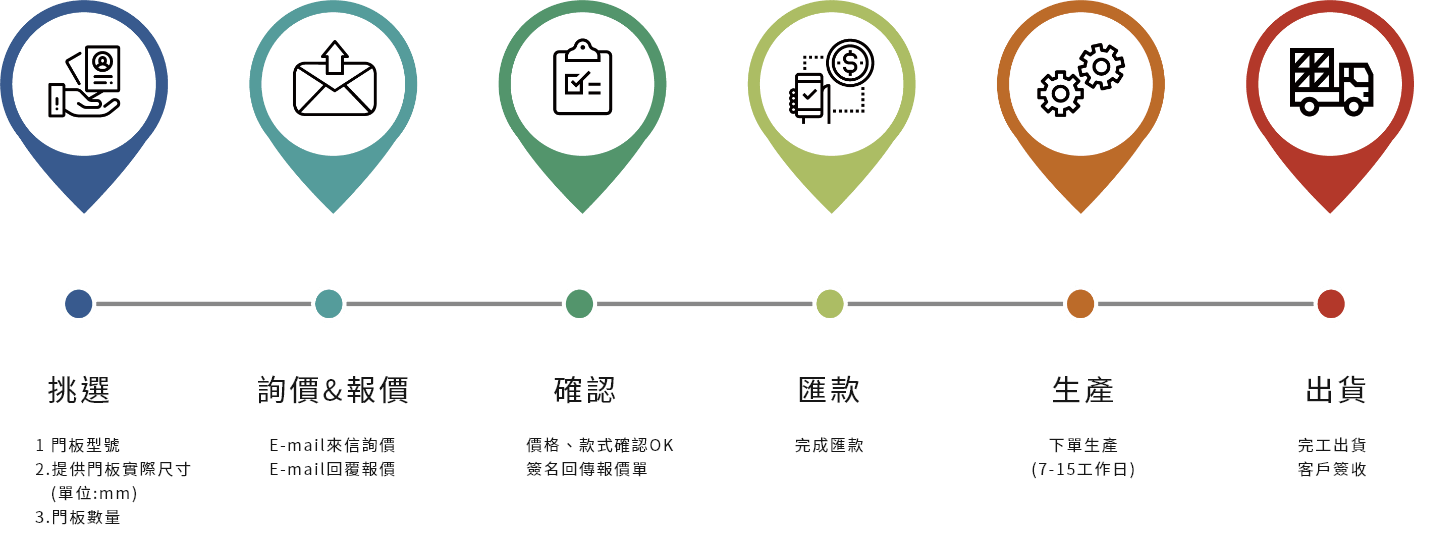 挑選
1 門板型號
2.提供門板實際尺寸
(單位:mm)
3.門板數量
詢價&報價
E-mail來信詢價
E-mail回覆報價
確認
價格、款式確認OK
簽名回傳報價單
匯款
完成匯款
生產
下單生產
(7-15工作日)
出貨
完工出貨
客戶簽收